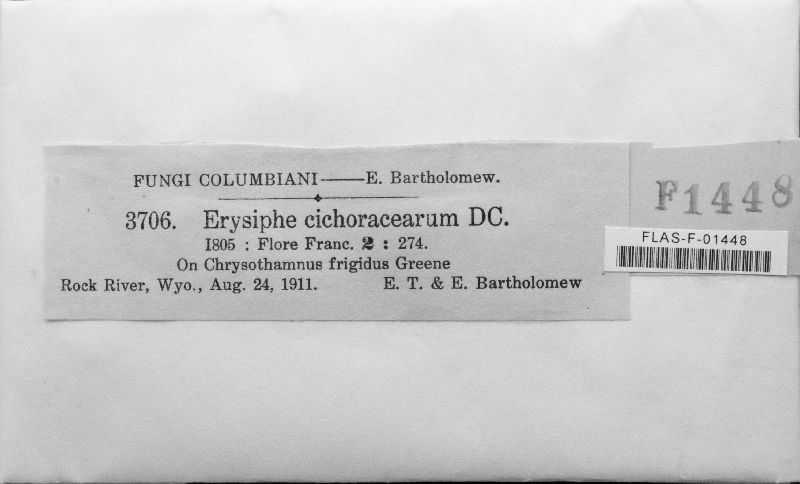 FUNGI COLUMBIANI——E. Bartholomew.
3706. Erysiphe cichoracearum DC.
1805 : Flore Franc. 2 : 274.
On Chrysothamnus frigidus Greene
Rock River, Wyo., Aug. 24, 1911. E. T. & E. Bartholomew
F1448
FLAS-F-01448